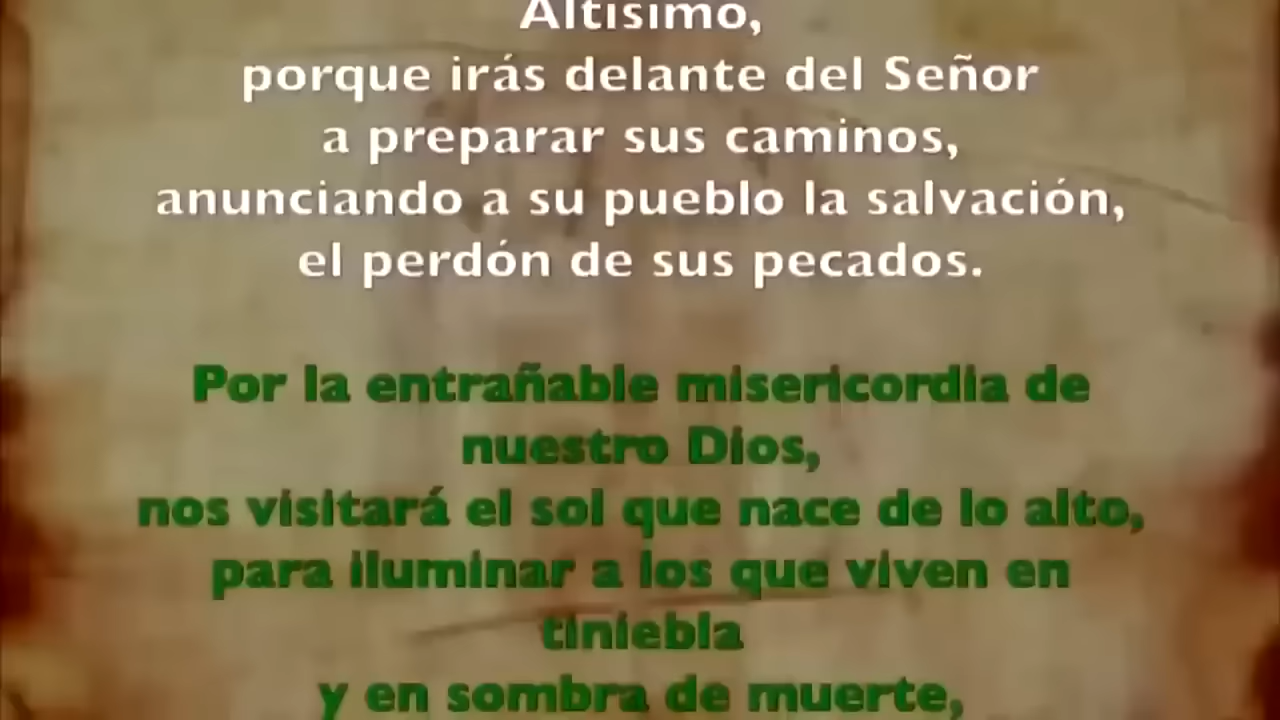 Altísimo,
porque irás delante del Señor
a preparar sus caminos,
anunciando a su pueblo la salvación,
el perdón de sus pecados.
Por la entrañable misericordia de
nuestro Dios,
nos visitará el sol que nace de lo alto,
para iluminar a los que viven en
tiniebla
y en sombra de muerte,